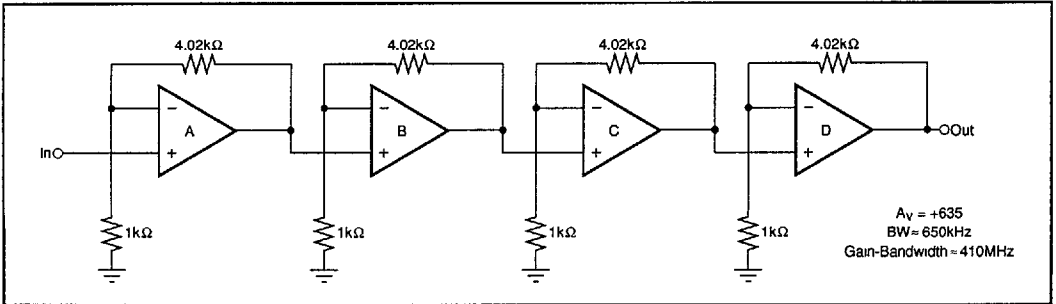 4.02kΩ 4.02kΩ 4.02kΩ 4.02kΩ
− − − −
A B C D
In + + + + Out
1kΩ 1kΩ 1kΩ 1kΩ
A_V = +635
BW ≈ 650kHz
Gain-Bandwidth ≈ 410MHz